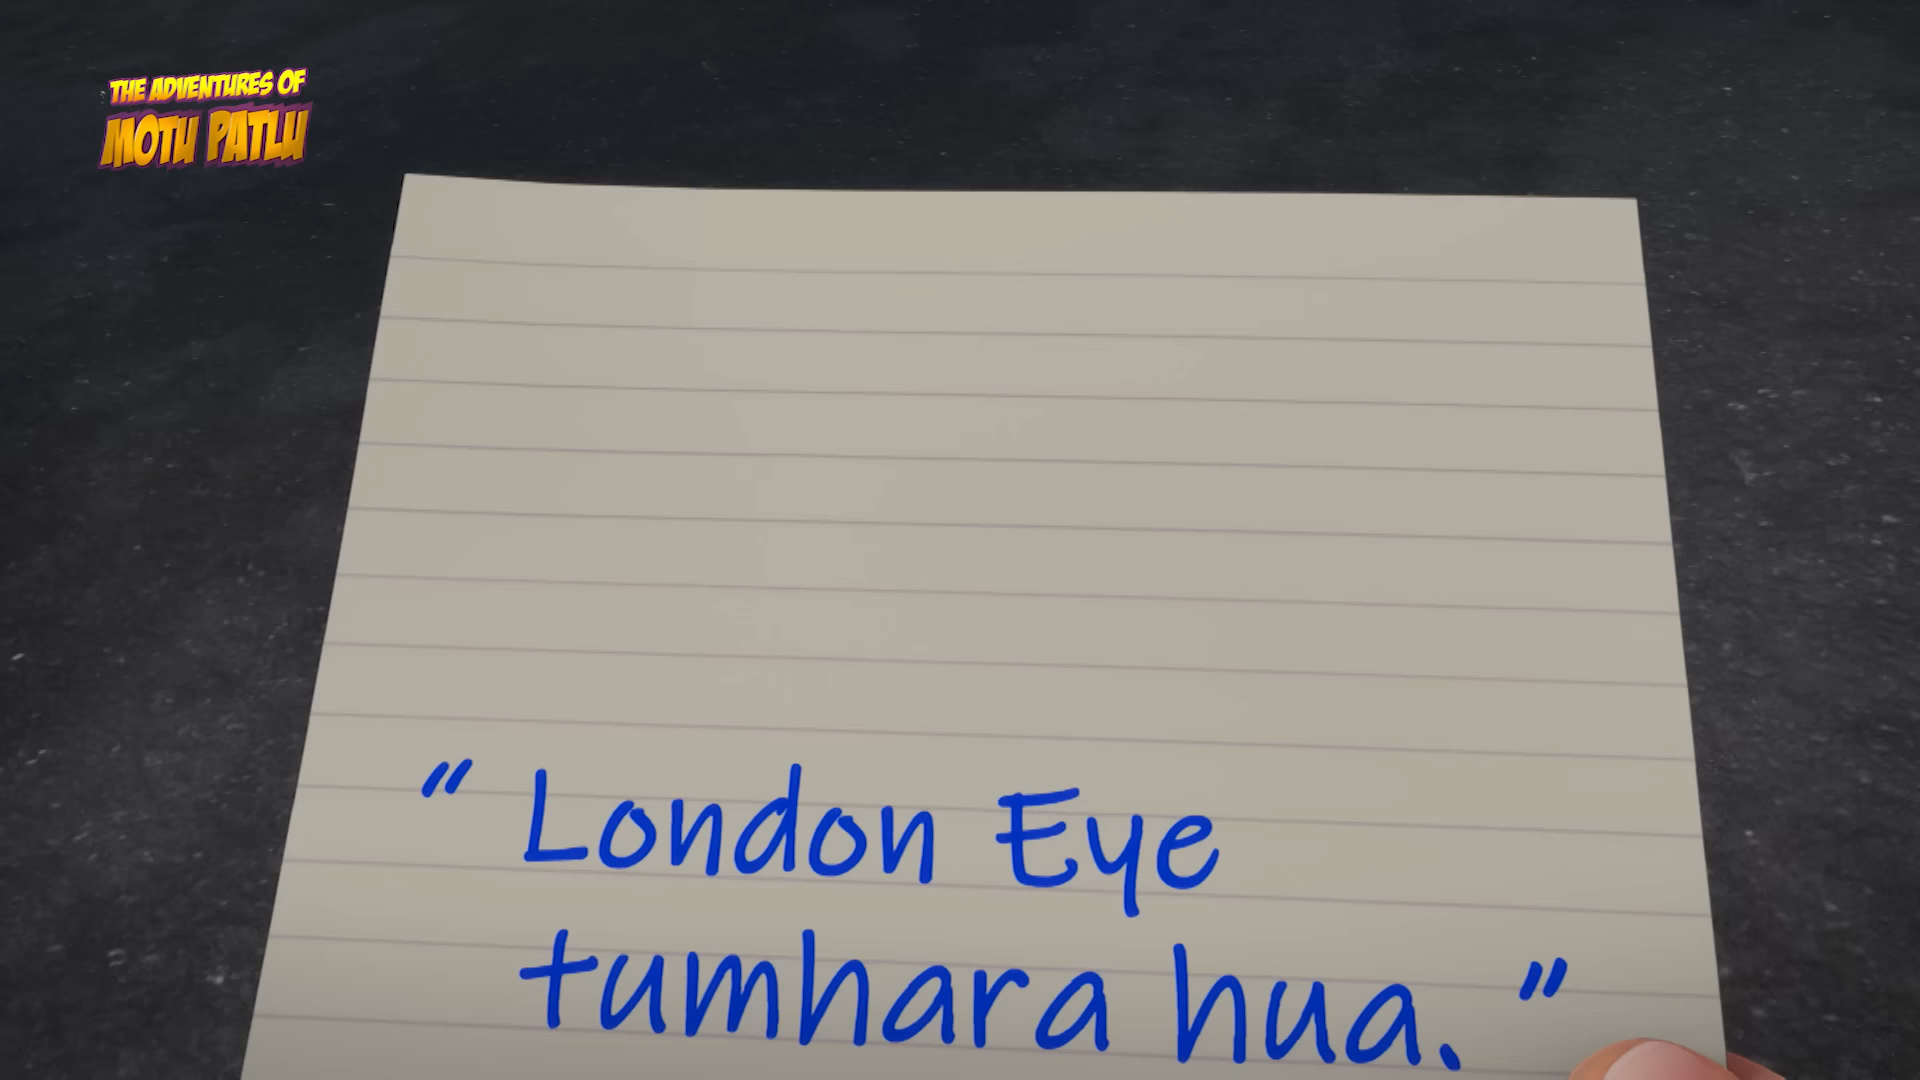 THE ADVENTURES OF
MOTU PATLU
“ London Eye
tumhara hua. ”